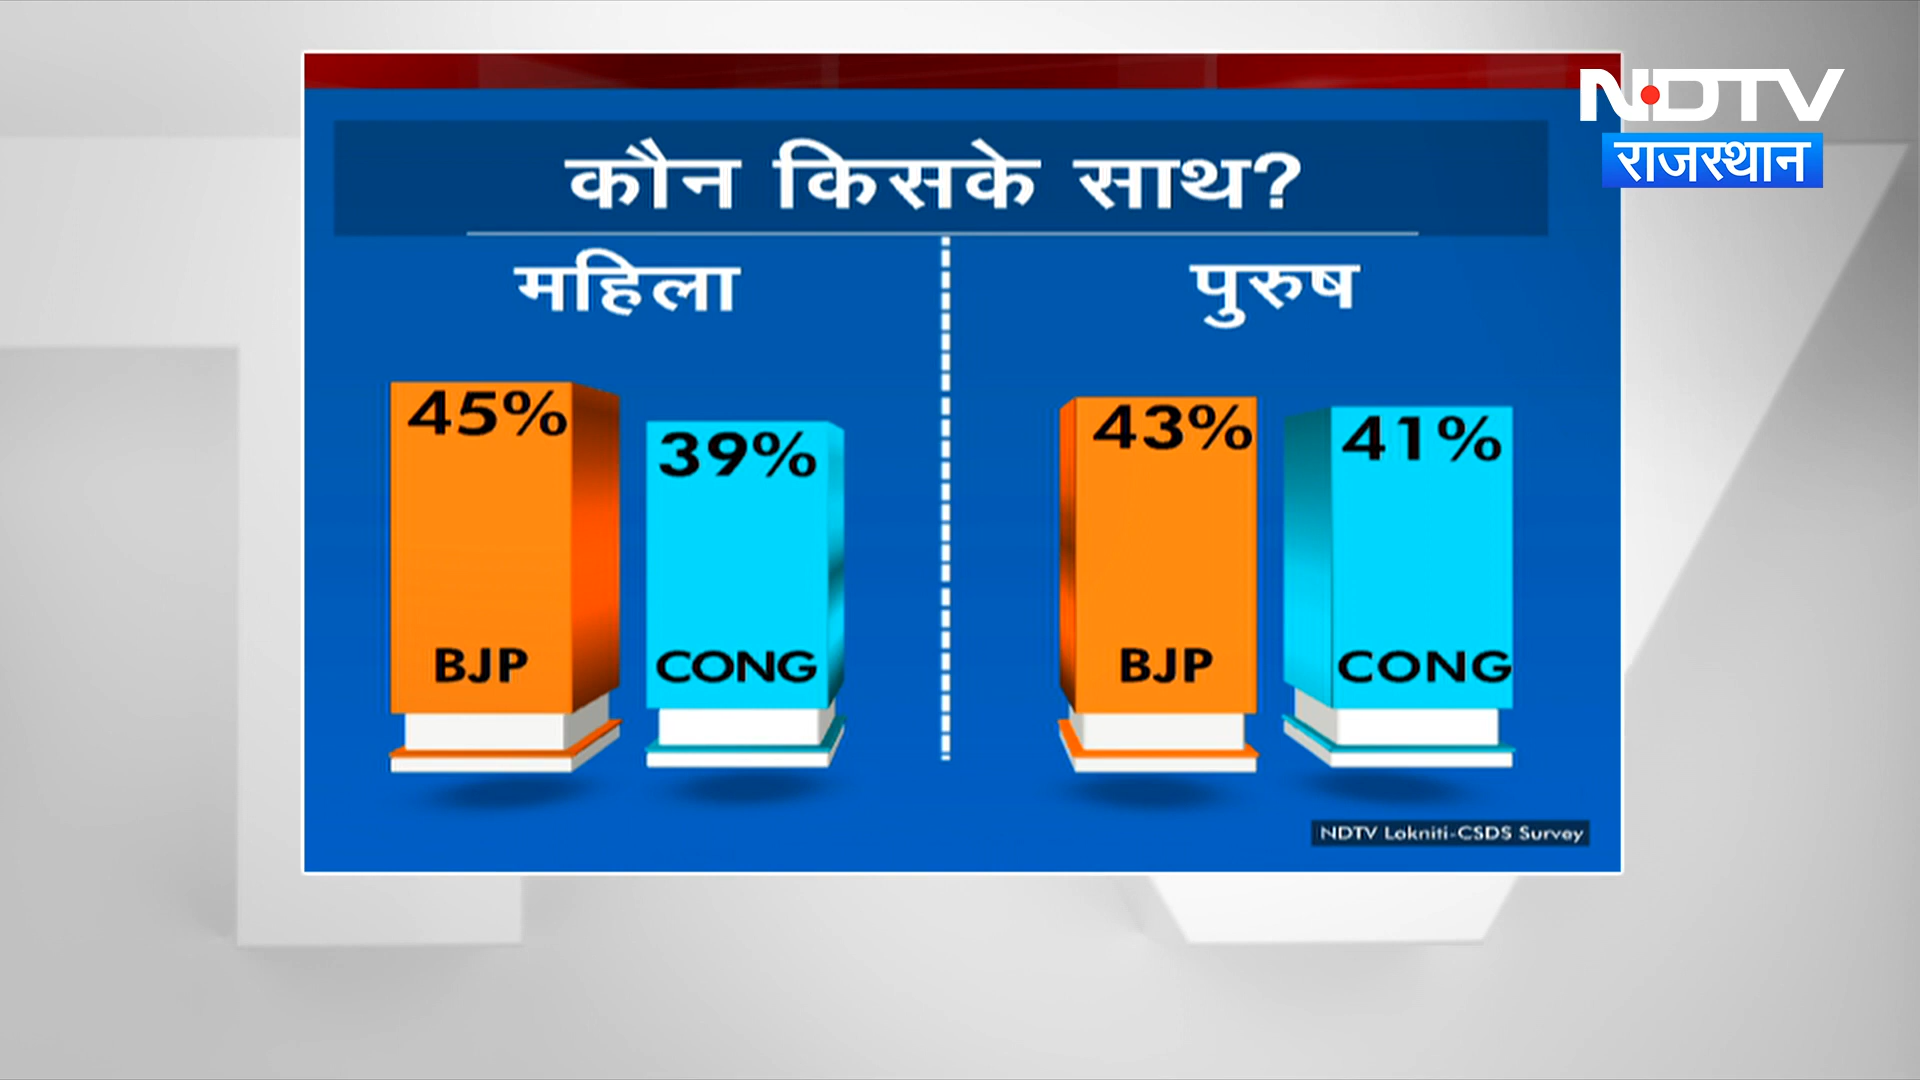 NDTV
राजस्थान
कौन किसके साथ?
महिला
पुरुष
45%
39%
43%
41%
BJP
CONG
BJP
CONG
NDTV Lokniti-CSDS Survey